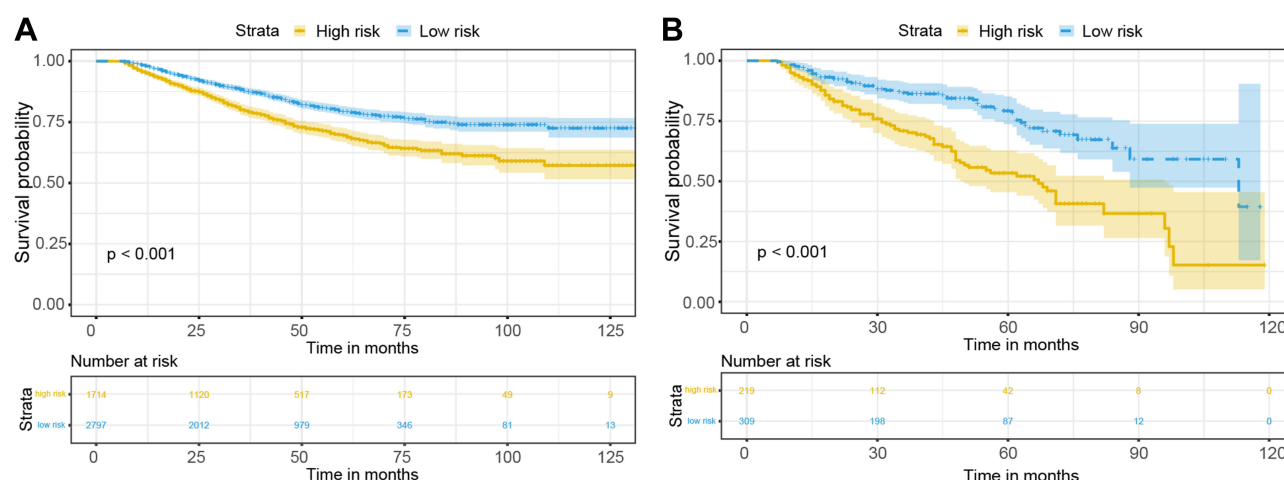 A
Strata High risk Low risk
1.00
0.75
0.50
0.25
0.00
Survival probability
p < 0.001
0 25 50 75 100 125
Time in months
Number at risk
Strata
high risk 1714 1120 517 173 49 9
low risk 2797 2012 979 346 81 13
0 25 50 75 100 125
Time in months
B
Strata High risk Low risk
1.00
0.75
0.50
0.25
0.00
Survival probability
p < 0.001
0 30 60 90 120
Time in months
Number at risk
Strata
high risk 219 112 42 8 0
low risk 309 198 87 12 0
0 30 60 90 120
Time in months